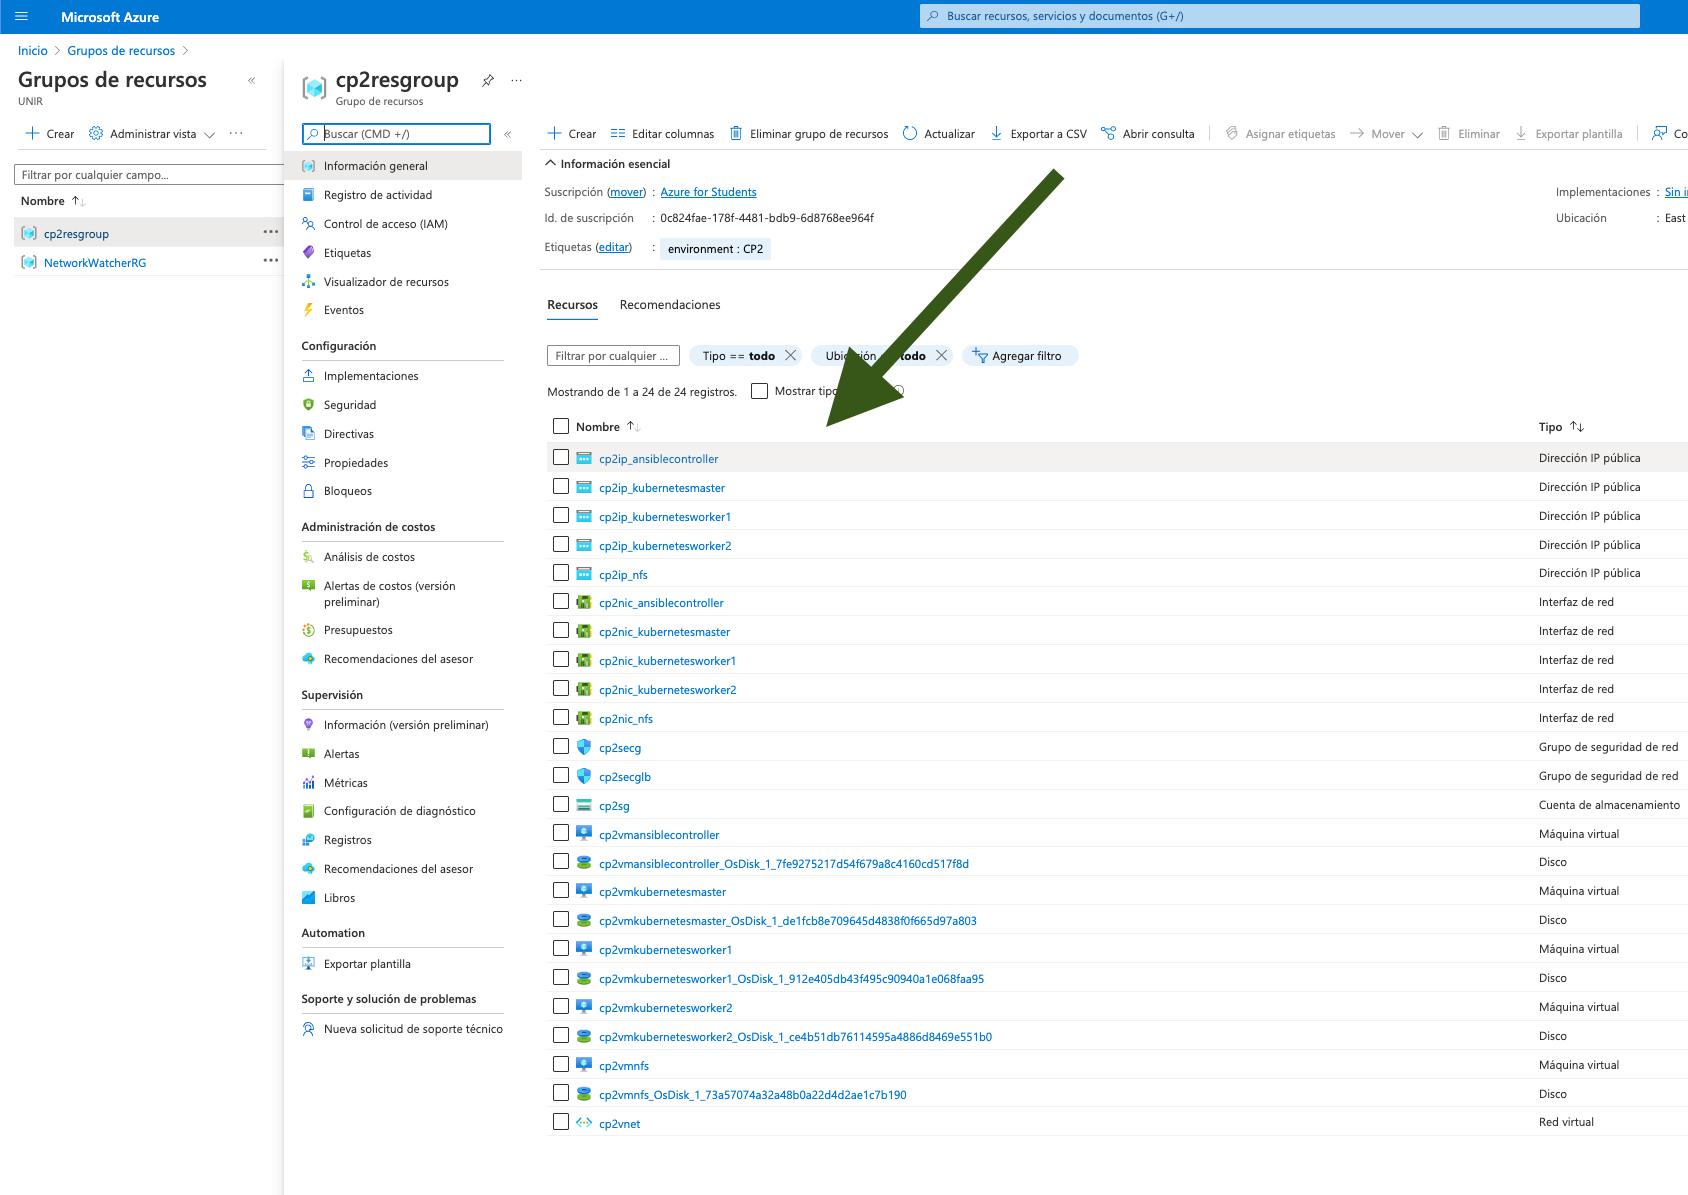 Microsoft Azure
Buscar recursos, servicios y documentos (G+/)
Inicio > Grupos de recursos >
Grupos de recursos
UNIR
Crear Administrar vista
Filtrar por cualquier campo...
Nombre
cp2resgroup
NetworkWatcherRG
cp2resgroup
Grupo de recursos
Buscar (CMD +/)
Información general
Registro de actividad
Control de acceso (IAM)
Etiquetas
Visualizador de recursos
Eventos
Configuración
Implementaciones
Seguridad
Directivas
Propiedades
Bloqueos
Administración de costos
Análisis de costos
Alertas de costos (versión
preliminar)
Presupuestos
Recomendaciones del asesor
Supervisión
Información (versión preliminar)
Alertas
Métricas
Configuración de diagnóstico
Registros
Recomendaciones del asesor
Libros
Automation
Exportar plantilla
Soporte y solución de problemas
Nueva solicitud de soporte técnico
Crear Editar columnas Eliminar grupo de recursos Actualizar Exportar a CSV Abrir consulta Asignar etiquetas Mover Eliminar Exportar plantilla Co
Información esencial
Suscripción (mover) : Azure for Students
Id. de suscripción : 0c824fae-178f-4481-bdb9-6d8768ee964f
Etiquetas (editar) : environment : CP2
Implementaciones : Sin i
Ubicación : East
Recursos Recomendaciones
Filtrar por cualquier ... Tipo == todo todo Agregar filtro
Mostrando de 1 a 24 de 24 registros. Mostrar
Nombre Tipo
cp2ip_ansiblecontroller Dirección IP pública
cp2ip_kubernetesmaster Dirección IP pública
cp2ip_kubernetesworker1 Dirección IP pública
cp2ip_kubernetesworker2 Dirección IP pública
cp2ip_nfs Dirección IP pública
cp2nic_ansiblecontroller Interfaz de red
cp2nic_kubernetesmaster Interfaz de red
cp2nic_kubernetesworker1 Interfaz de red
cp2nic_kubernetesworker2 Interfaz de red
cp2nic_nfs Interfaz de red
cp2secg Grupo de seguridad de red
cp2secglb Grupo de seguridad de red
cp2sg Cuenta de almacenamiento
cp2vmansiblecontroller Máquina virtual
cp2vmansiblecontroller_OsDisk_1_7fe9275217d54f679a8c4160cd517f8d Disco
cp2vmkubernetesmaster Máquina virtual
cp2vmkubernetesmaster_OsDisk_1_de1fcb8e709645d4838f0f665d97a803 Disco
cp2vmkubernetesworker1 Máquina virtual
cp2vmkubernetesworker1_OsDisk_1_912e405db43f495c90940a1e068faa95 Disco
cp2vmkubernetesworker2 Máquina virtual
cp2vmkubernetesworker2_OsDisk_1_ce4b51db76114595a4886d8469e551b0 Disco
cp2vmnfs Máquina virtual
cp2vmnfs_OsDisk_1_73a57074a32a48b0a22d4d2ae1c7b190 Disco
cp2vnet Red virtual